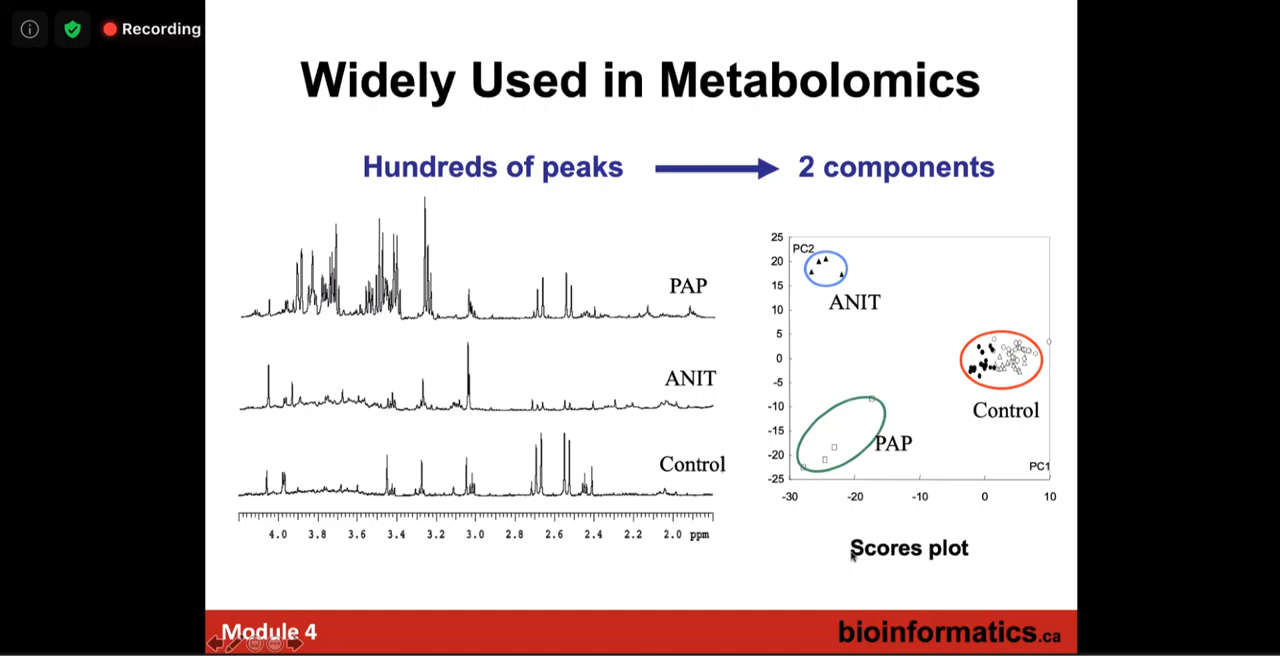 Recording
Widely Used in Metabolomics
Hundreds of peaks
2 components
PAP
ANIT
Control
4.0 3.8 3.6 3.4 3.2 3.0 2.8 2.6 2.4 2.2 2.0 ppm
25
PC2
20
15
ANIT
10
5
0
-5
Control
-10
-15
PAP
-20
PC1
-25
-30 -20 -10 0 10
Scores plot
Module 4
bioinformatics.ca